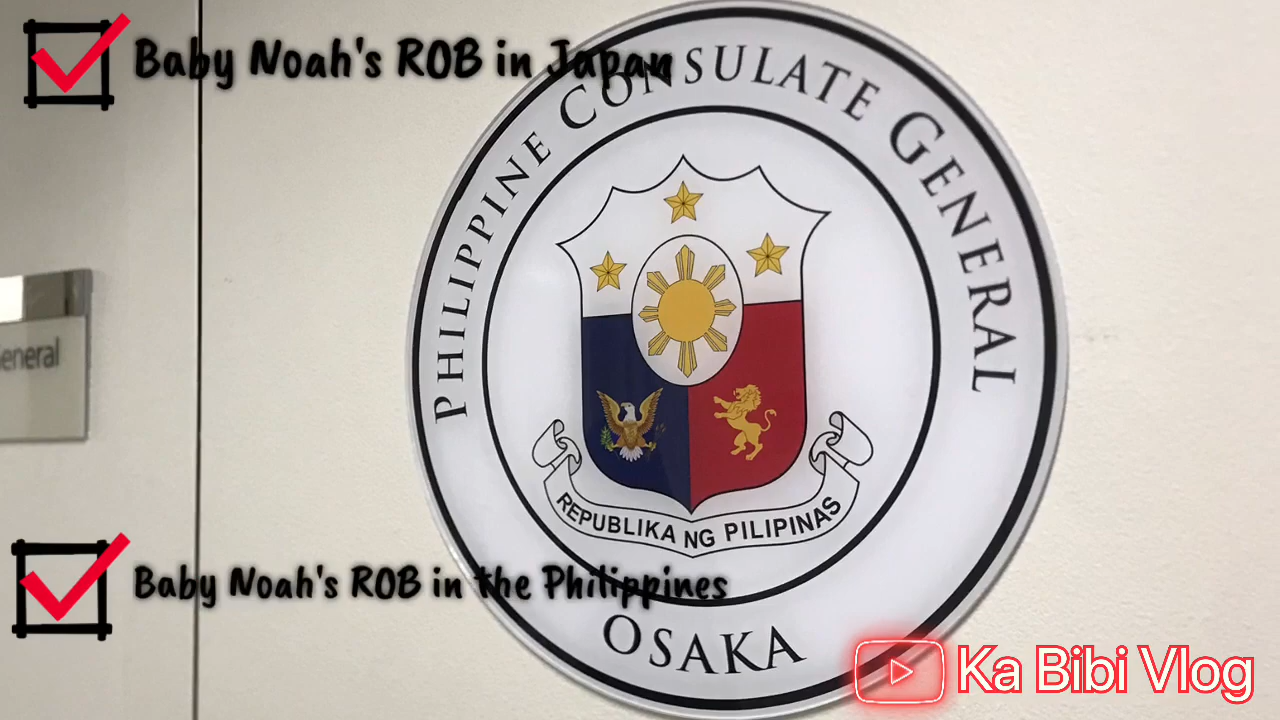 Baby Noah's ROB in Japan
PHILIPPINE CONSULATE GENERAL
General
REPUBLIKA NG PILIPINAS
Baby Noah's ROB in the Philippines
OSAKA
Ka Bibi Vlog